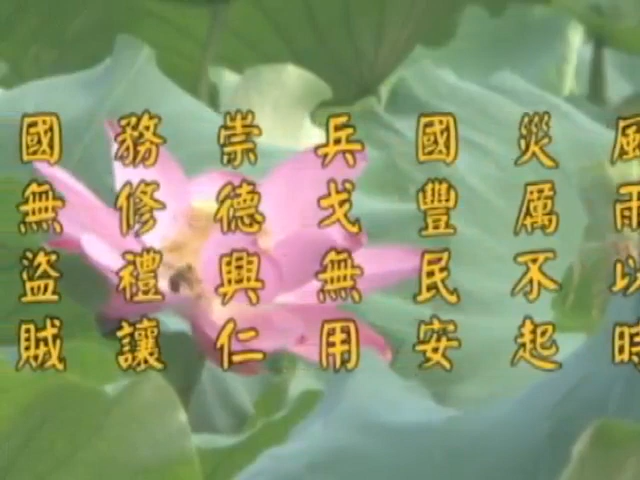 風雨以時
災厲不起
國豐民安
兵戈無用
崇德興仁
務修禮讓
國無盜賊